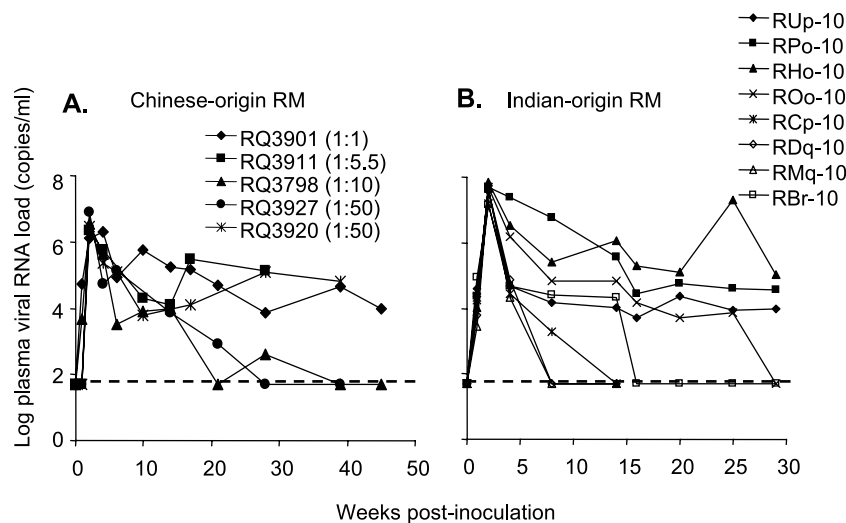 RUp-10
RPo-10
RHo-10
ROo-10
RCp-10
RDq-10
RMq-10
RBr-10
A. Chinese-origin RM
B. Indian-origin RM
RQ3901 (1:1)
RQ3911 (1:5.5)
RQ3798 (1:10)
RQ3927 (1:50)
RQ3920 (1:50)
Log plasma viral RNA load (copies/ml)
8
6
4
2
0
0 10 20 30 40 50
0 5 10 15 20 25 30
Weeks post-inoculation